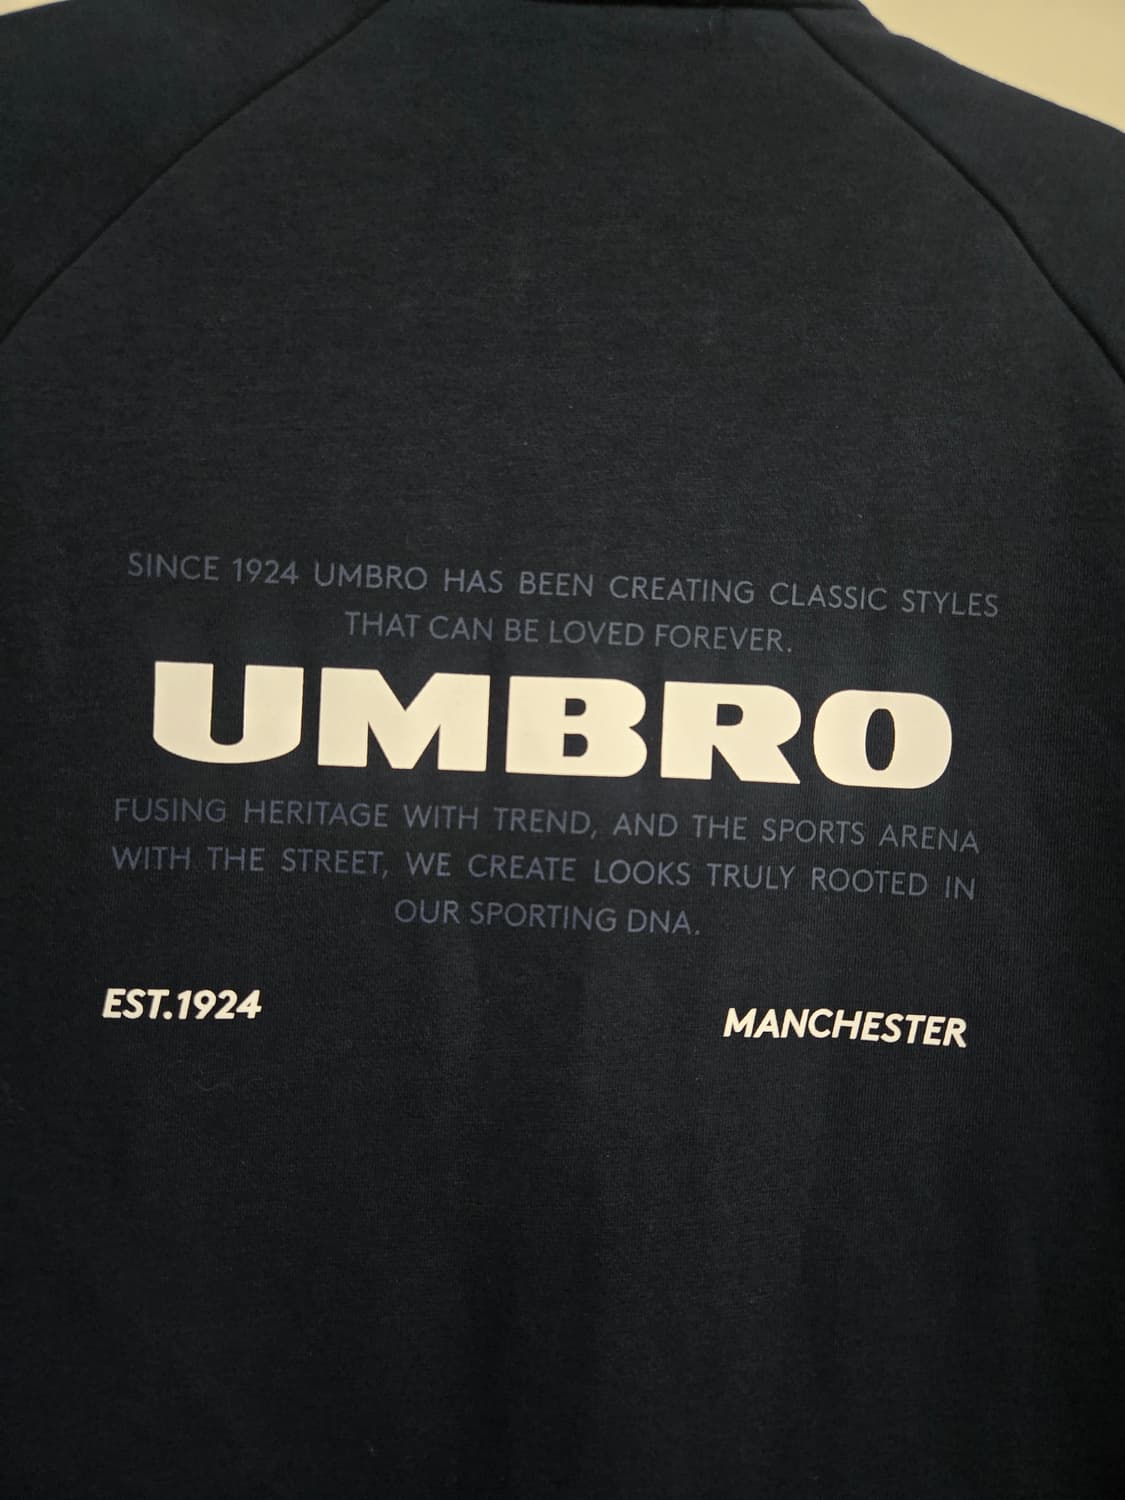 SINCE 1924 UMBRO HAS BEEN CREATING CLASSIC STYLES
THAT CAN BE LOVED FOREVER.
UMBRO
FUSING HERITAGE WITH TREND, AND THE SPORTS ARENA
WITH THE STREET, WE CREATE LOOKS TRULY ROOTED IN
OUR SPORTING DNA.
EST.1924
MANCHESTER